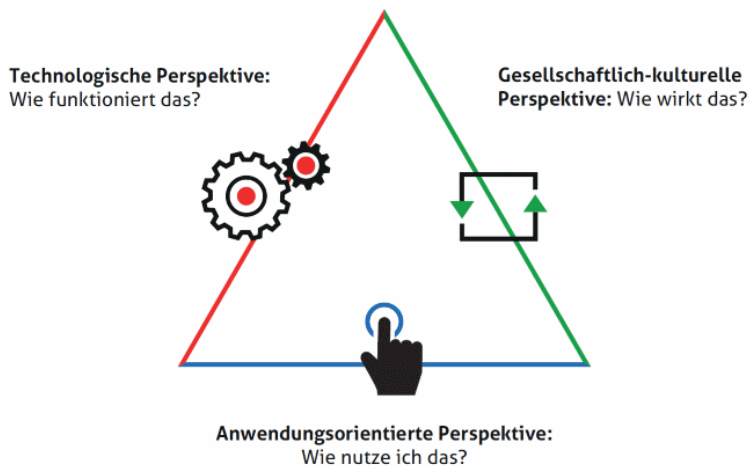 Technologische Perspektive:
Wie funktioniert das?
Gesellschaftlich-kulturelle
Perspektive: Wie wirkt das?
Anwendungsorientierte Perspektive:
Wie nutze ich das?